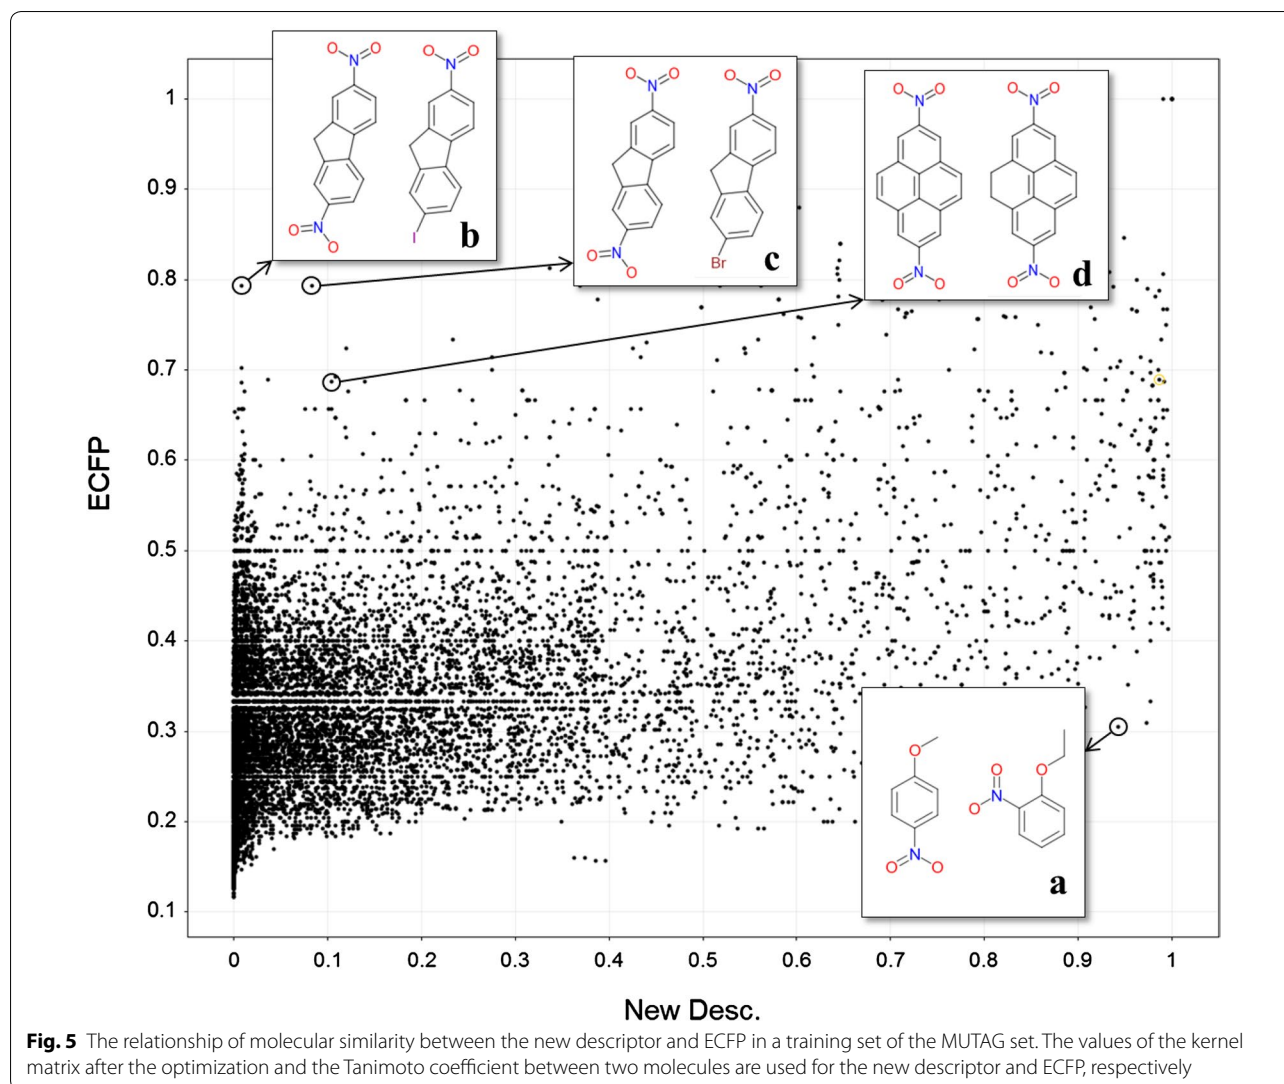 O N O O N O
N O O I b
O N O O N O
N O O Br c
O N O O N O
O N O O N O d
1
0.9
0.8
0.7
0.6
0.5
0.4
0.3
0.2
0.1
ECFP
O
N O
O
O N O
O N O
a
0 0.1 0.2 0.3 0.4 0.5 0.6 0.7 0.8 0.9 1
New Desc.
Fig. 5 The relationship of molecular similarity between the new descriptor and ECFP in a training set of the MUTAG set. The values of the kernel
matrix after the optimization and the Tanimoto coefficient between two molecules are used for the new descriptor and ECFP, respectively